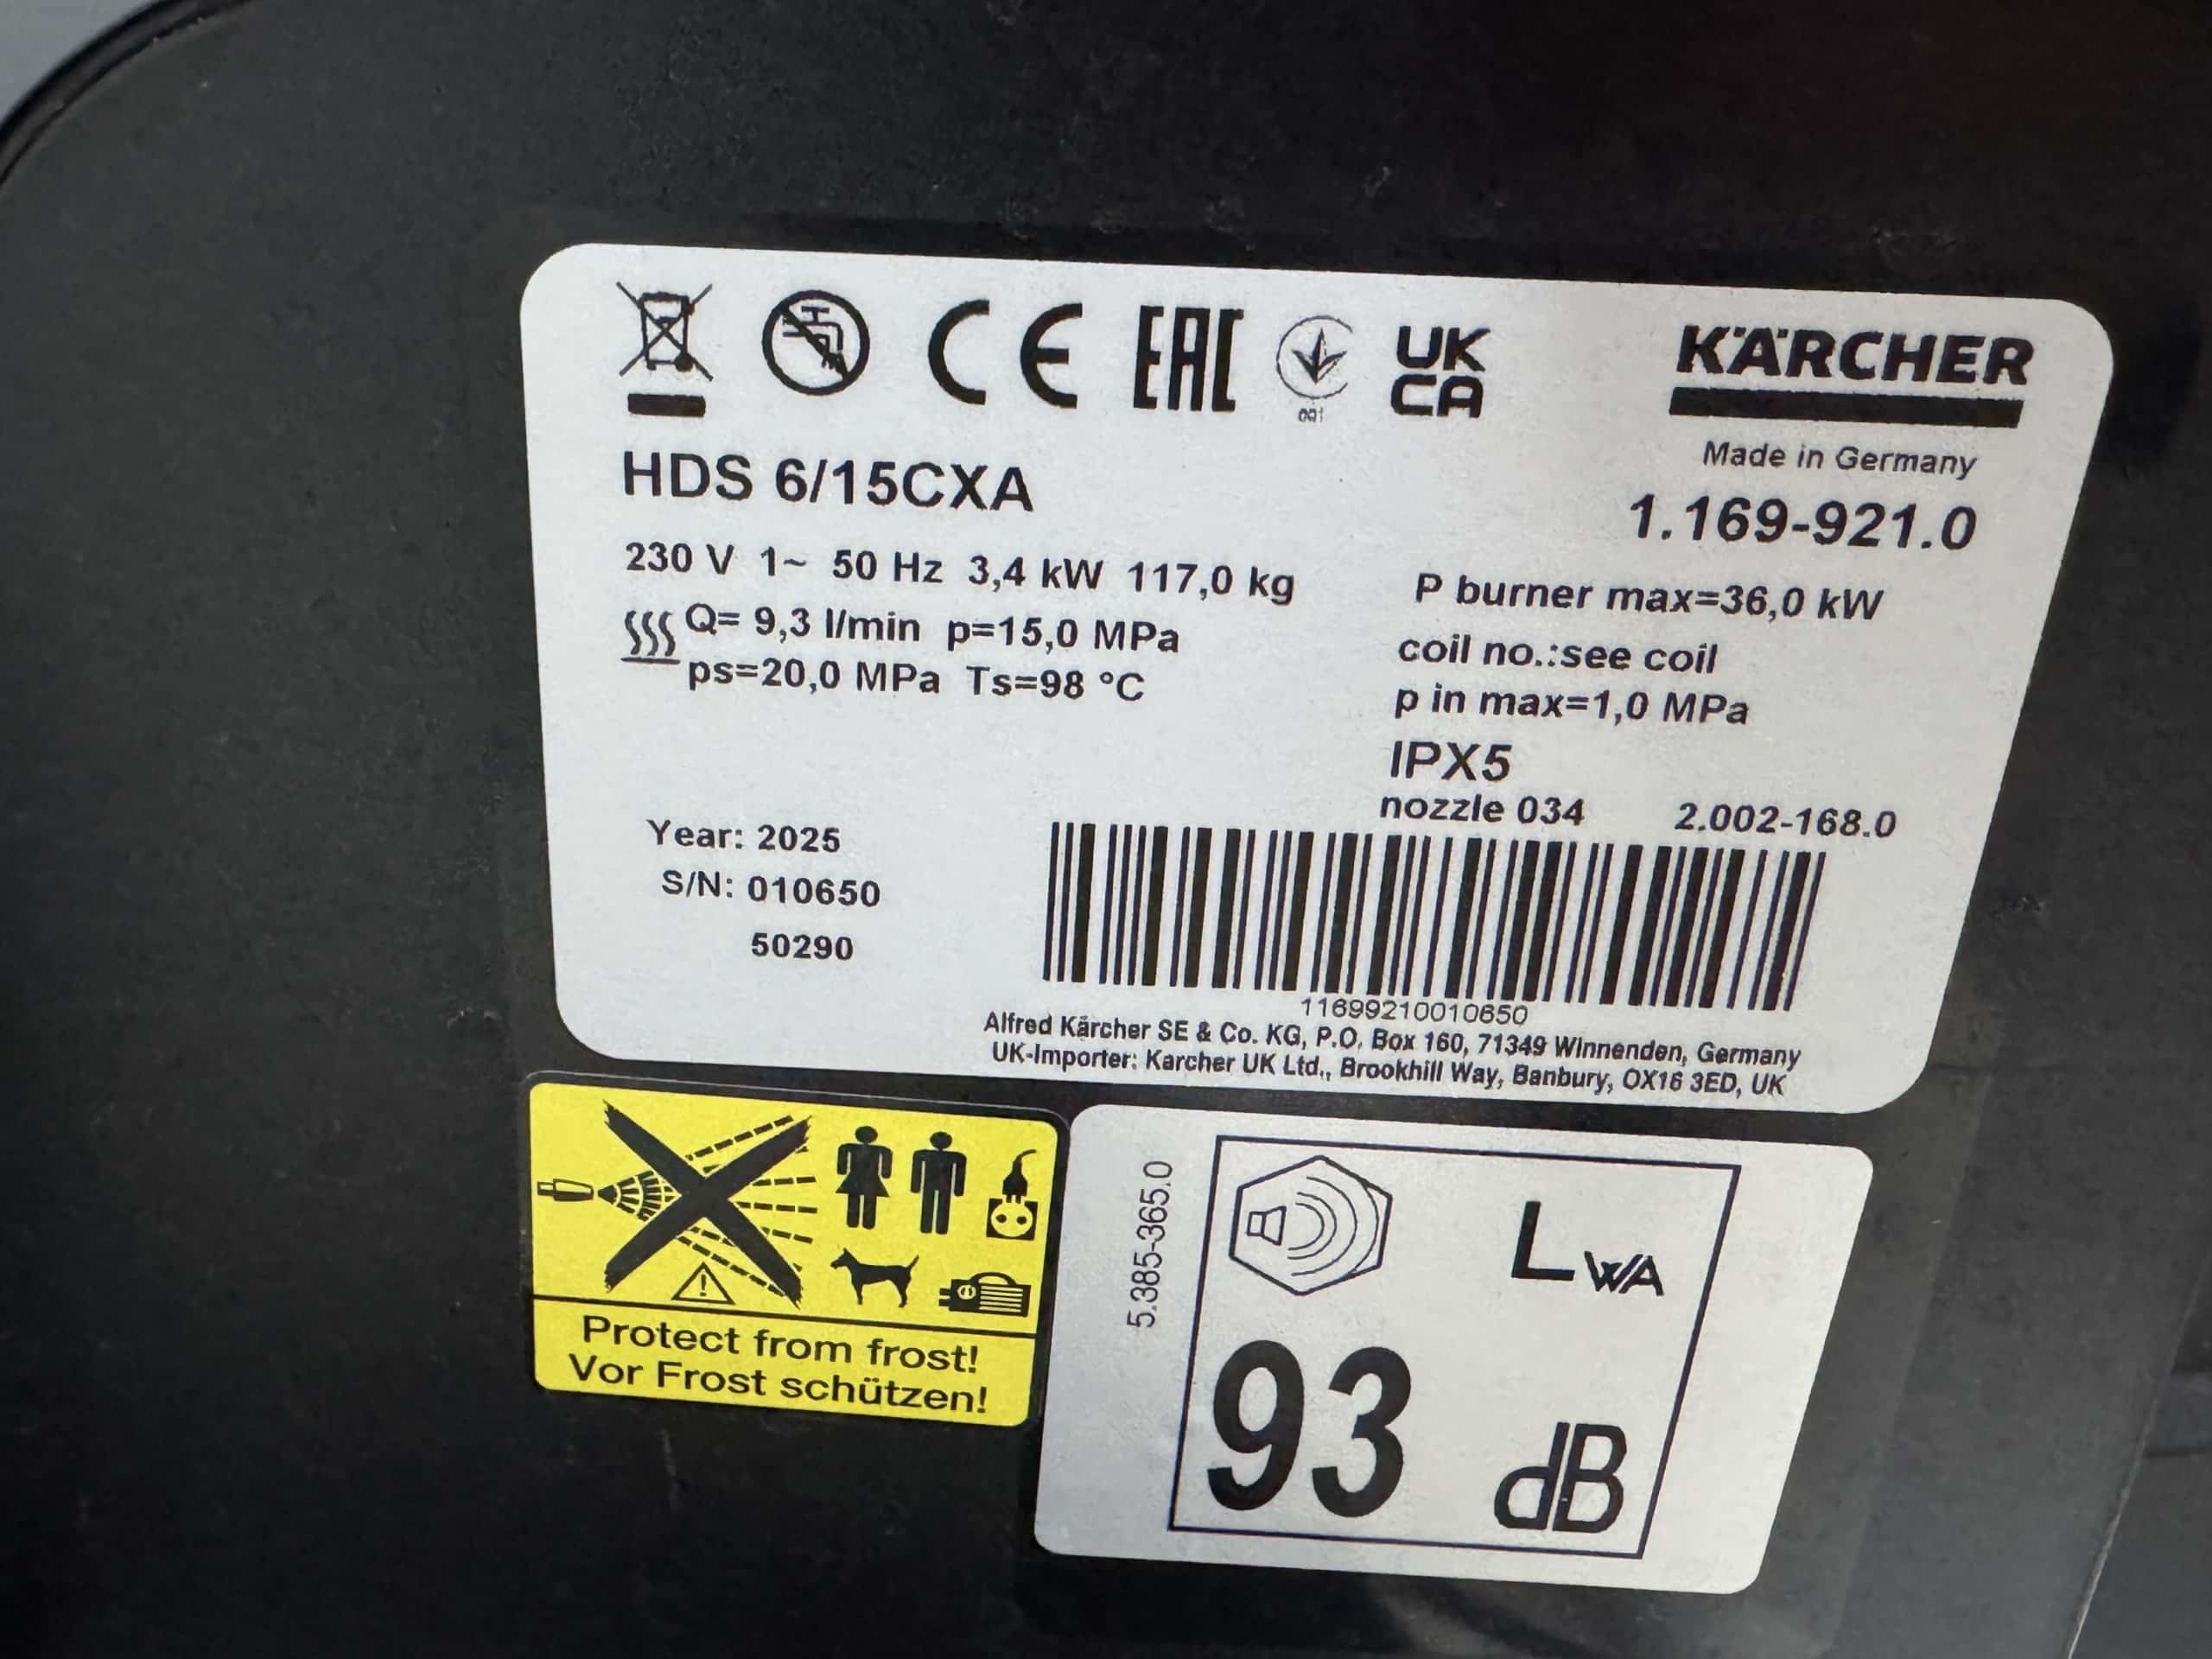 CE EAC UK
CA
KÄRCHER
Made in Germany
HDS 6/15CXA
1.169-921.0
230 V 1~ 50 Hz 3,4 kW 117,0 kg
P burner max=36,0 kW
Q= 9,3 l/min p=15,0 MPa
coil no.:see coil
ps=20,0 MPa Ts=98 °C
p in max=1,0 MPa
IPX5
nozzle 034 2.002-168.0
Year: 2025
S/N: 010650
50290
11699210010650
Alfred Kärcher SE & Co. KG, P.O. Box 160, 71349 Winnenden, Germany
UK-Importer: Karcher UK Ltd., Brookhill Way, Banbury, OX16 3ED, UK
Protect from frost!
Vor Frost schützen!
5.385-365.0
LWA
93 dB